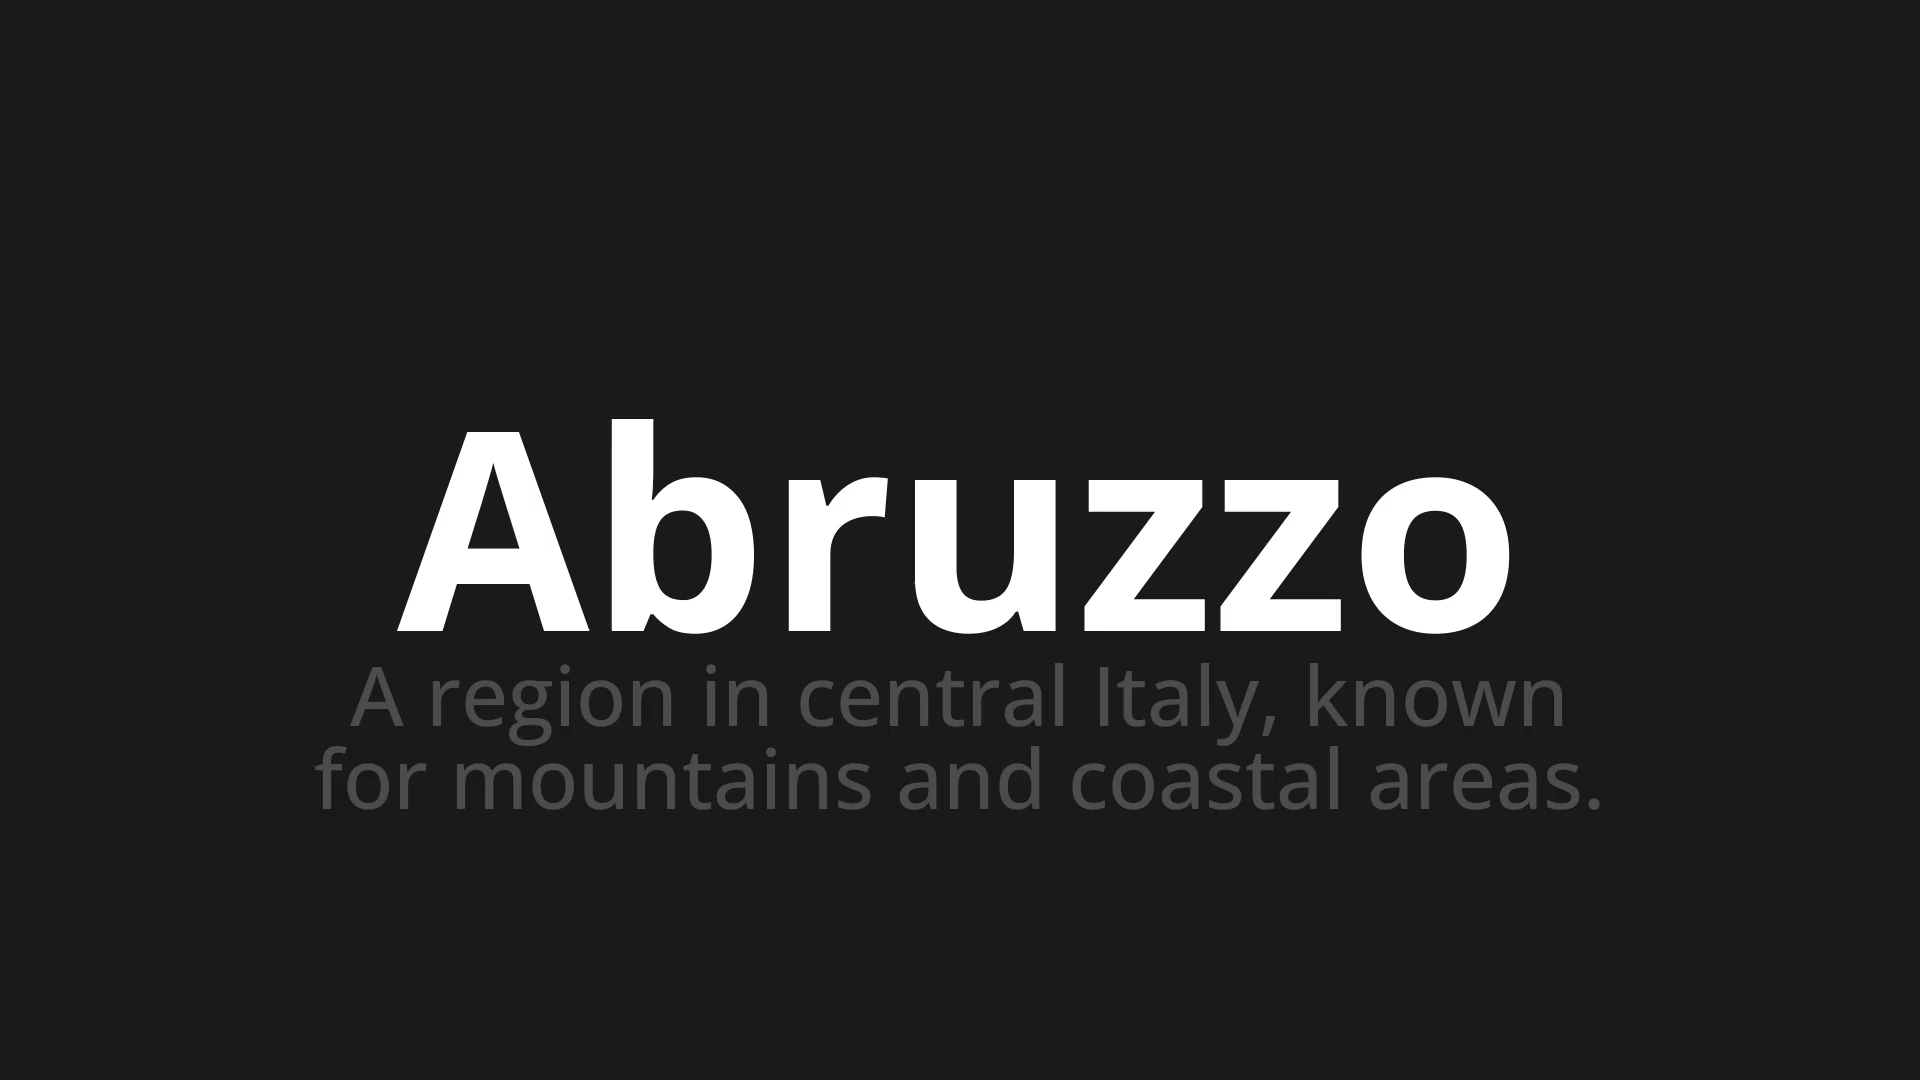 Abruzzo
A region in central Italy, known
for mountains and coastal areas.